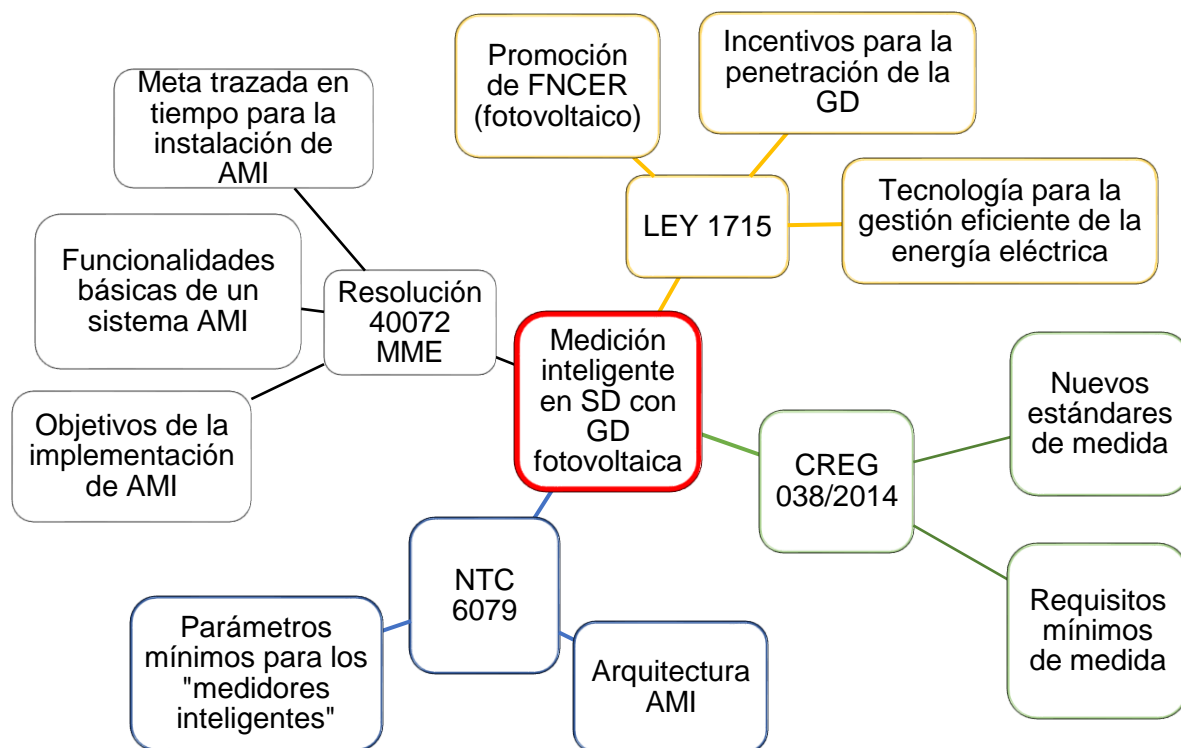 Promoción
de FNCER
(fotovoltaico)
Incentivos para la
penetración de la
GD
Meta trazada en
tiempo para la
instalación de
AMI
LEY 1715
Tecnología para la
gestión eficiente de la
energía eléctrica
Funcionalidades
básicas de un
sistema AMI
Resolución
40072
MME
Medición
inteligente
en SD con
GD
fotovoltaica
Objetivos de la
implementación
de AMI
CREG
038/2014
Nuevos
estándares
de medida
Requisitos
mínimos
de medida
NTC
6079
Parámetros
mínimos para los
"medidores
inteligentes"
Arquitectura
AMI